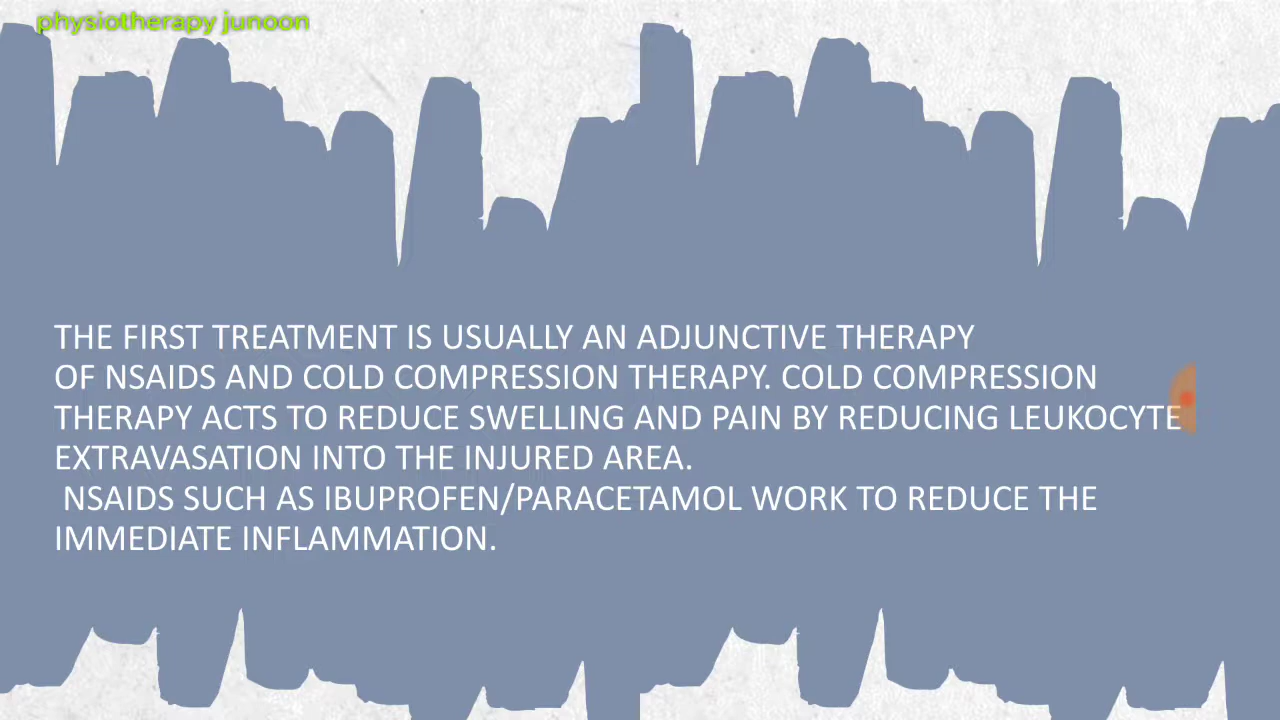 physiotherapy junoon
THE FIRST TREATMENT IS USUALLY AN ADJUNCTIVE THERAPY
OF NSAIDS AND COLD COMPRESSION THERAPY. COLD COMPRESSION
THERAPY ACTS TO REDUCE SWELLING AND PAIN BY REDUCING LEUKOCYTE
EXTRAVASATION INTO THE INJURED AREA.
NSAIDS SUCH AS IBUPROFEN/PARACETAMOL WORK TO REDUCE THE
IMMEDIATE INFLAMMATION.